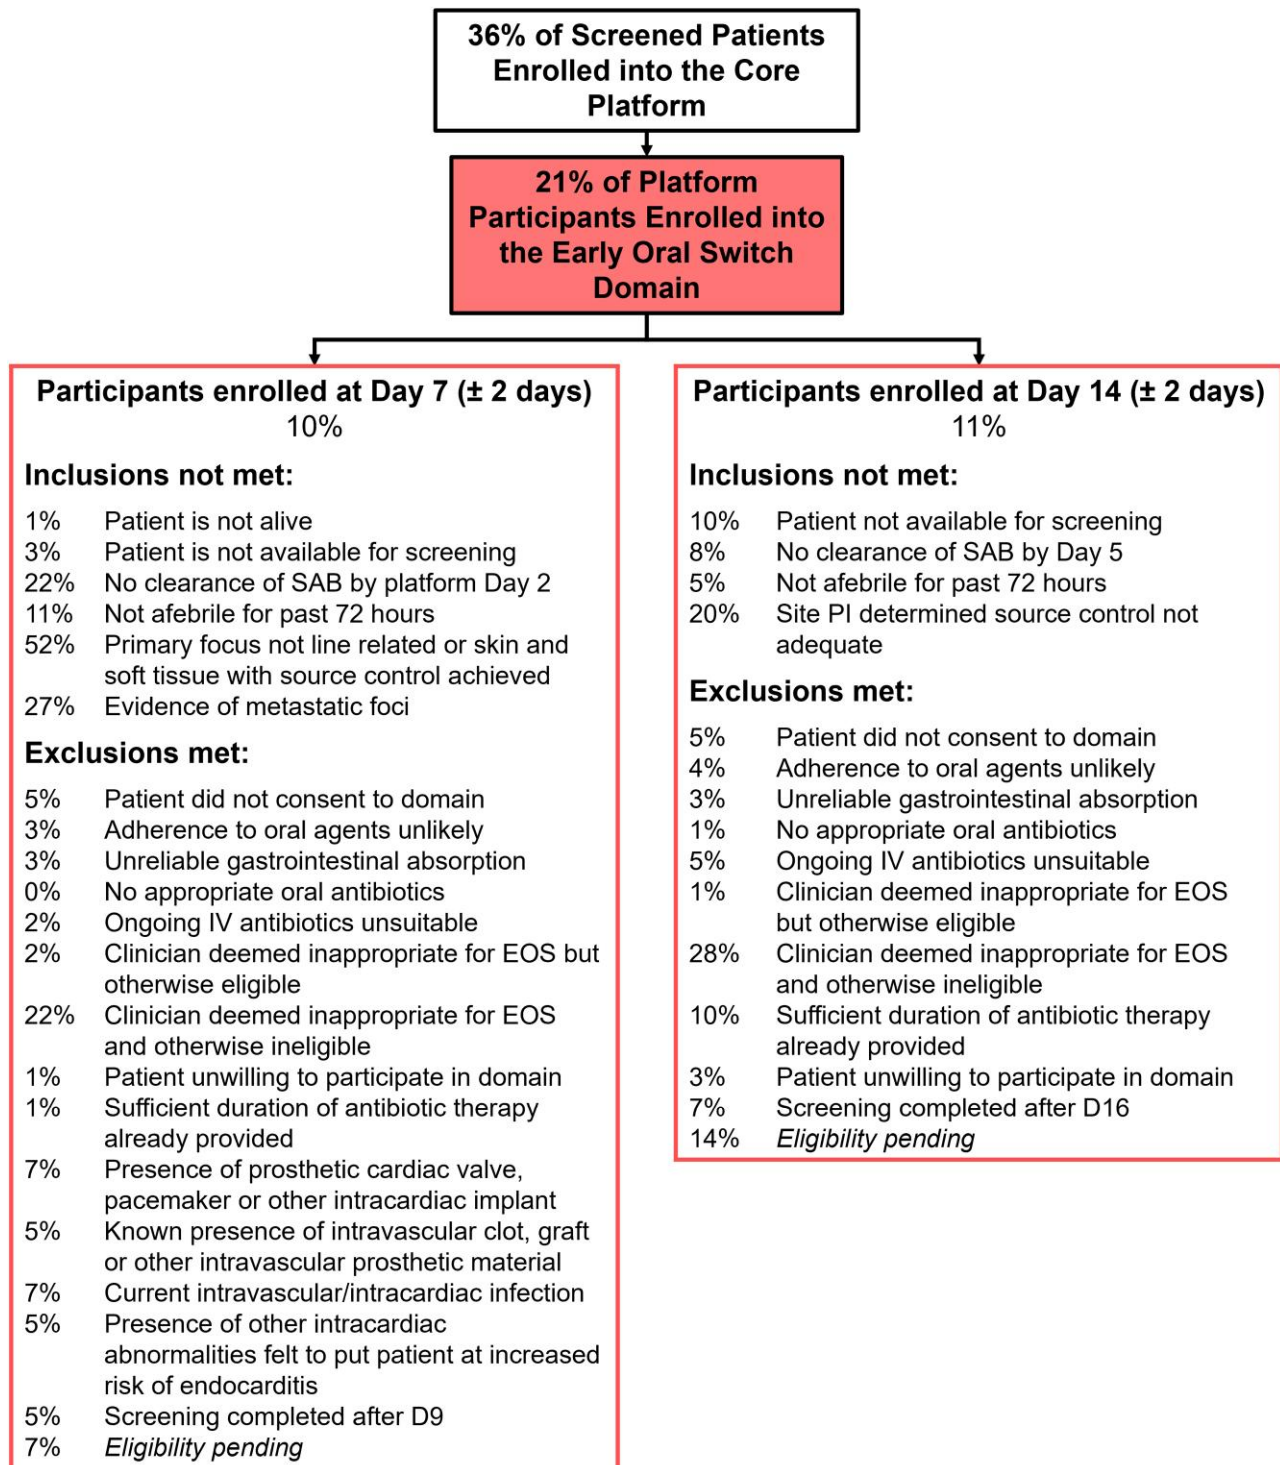 36% of Screened Patients
Enrolled into the Core
Platform
21% of Platform
Participants Enrolled into
the Early Oral Switch
Domain
Participants enrolled at Day 7 (± 2 days)
10%
Inclusions not met:
1% Patient is not alive
3% Patient is not available for screening
22% No clearance of SAB by platform Day 2
11% Not afebrile for past 72 hours
52% Primary focus not line related or skin and
soft tissue with source control achieved
27% Evidence of metastatic foci
Exclusions met:
5% Patient did not consent to domain
3% Adherence to oral agents unlikely
3% Unreliable gastrointestinal absorption
0% No appropriate oral antibiotics
2% Ongoing IV antibiotics unsuitable
2% Clinician deemed inappropriate for EOS but
otherwise eligible
22% Clinician deemed inappropriate for EOS
and otherwise ineligible
1% Patient unwilling to participate in domain
1% Sufficient duration of antibiotic therapy
already provided
7% Presence of prosthetic cardiac valve,
pacemaker or other intracardiac implant
5% Known presence of intravascular clot, graft
or other intravascular prosthetic material
7% Current intravascular/intracardiac infection
5% Presence of other intracardiac
abnormalities felt to put patient at increased
risk of endocarditis
5% Screening completed after D9
7% Eligibility pending
Participants enrolled at Day 14 (± 2 days)
11%
Inclusions not met:
10% Patient not available for screening
8% No clearance of SAB by Day 5
5% Not afebrile for past 72 hours
20% Site PI determined source control not
adequate
Exclusions met:
5% Patient did not consent to domain
4% Adherence to oral agents unlikely
3% Unreliable gastrointestinal absorption
1% No appropriate oral antibiotics
5% Ongoing IV antibiotics unsuitable
1% Clinician deemed inappropriate for EOS
but otherwise eligible
28% Clinician deemed inappropriate for EOS
and otherwise ineligible
10% Sufficient duration of antibiotic therapy
already provided
3% Patient unwilling to participate in domain
7% Screening completed after D16
14% Eligibility pending